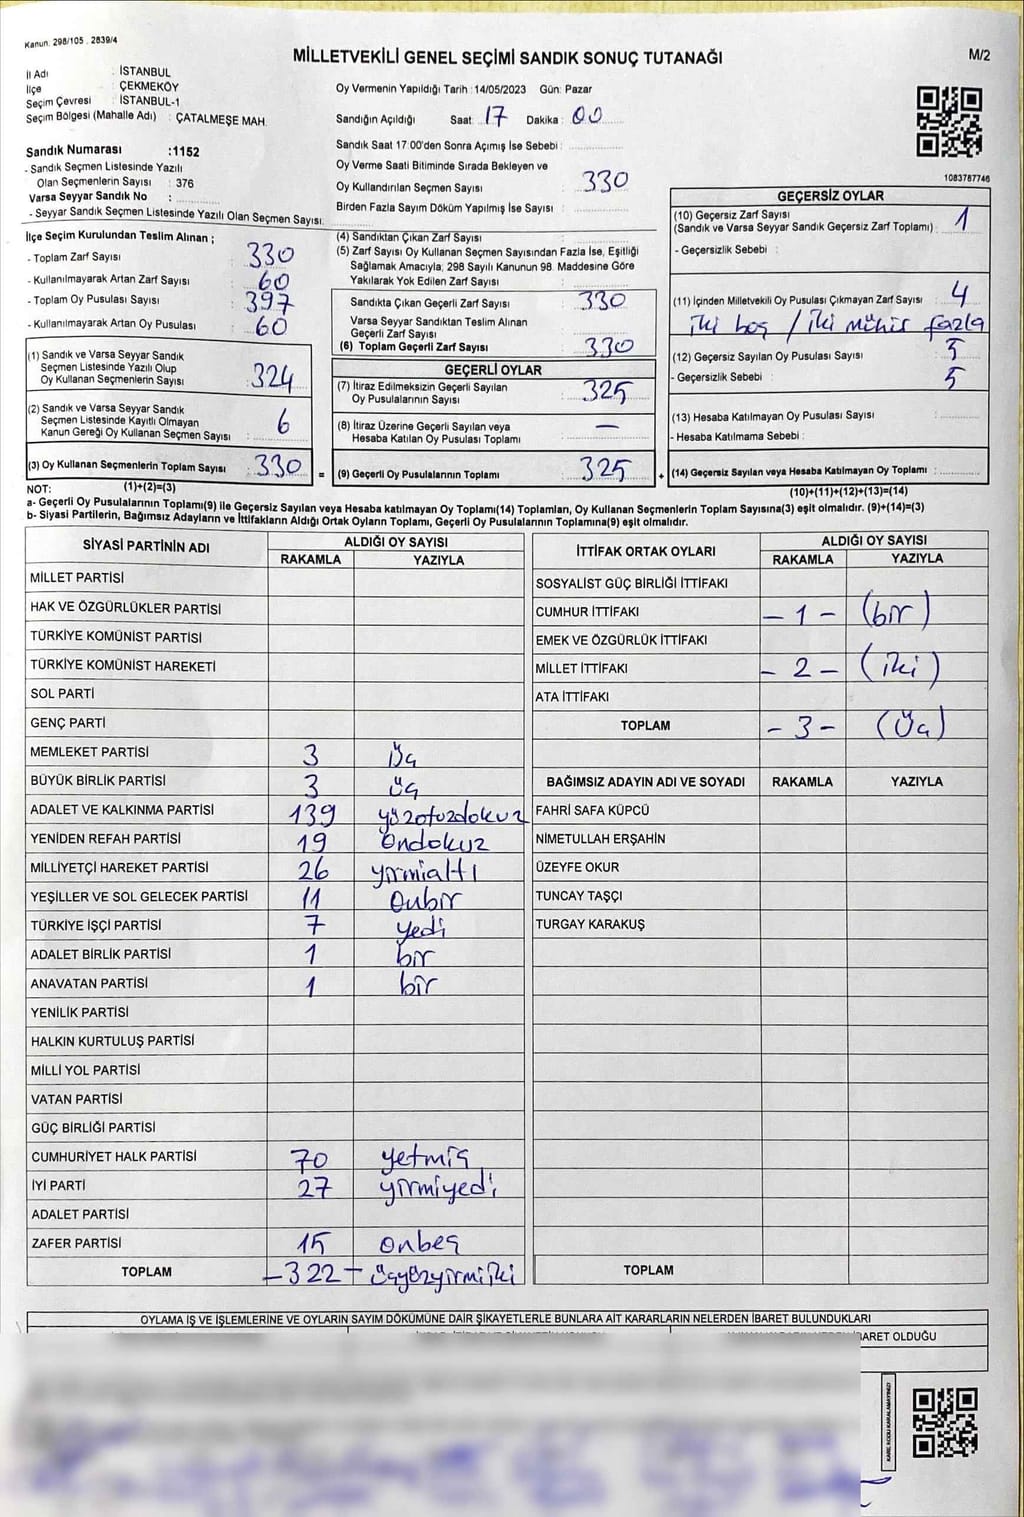 Kanun. 298/105 . 2839/4
MİLLETVEKİLİ GENEL SEÇİMİ SANDIK SONUÇ TUTANAĞI
M/2
İl Adı : İSTANBUL
İlçe : ÇEKMEKÖY
Seçim Çevresi : İSTANBUL-1
Seçim Bölgesi (Mahalle Adı) : ÇATALMEŞE MAH.
Sandık Numarası :1152
- Sandık Seçmen Listesinde Yazılı
Olan Seçmenlerin Sayısı : 376
Varsa Seyyar Sandık No :
- Seyyar Sandık Seçmen Listesinde Yazılı Olan Seçmen Sayısı:
Oy Vermenin Yapıldığı Tarih : 14/05/2023 Gün: Pazar
Sandığın Açıldığı Saat: 17 Dakika : 00
Sandık Saat 17:00'den Sonra Açımış İse Sebebi :
Oy Verme Saati Bitiminde Sırada Bekleyen ve
Oy Kullandırılan Seçmen Sayısı : 330
Birden Fazla Sayım Döküm Yapılmış İse Sayısı :
1083787746
İlçe Seçim Kurulundan Teslim Alınan ;
- Toplam Zarf Sayısı : 330
- Kullanılmayarak Artan Zarf Sayısı : 60
- Toplam Oy Pusulası Sayısı : 397
- Kullanılmayarak Artan Oy Pusulası : 60
(1) Sandık ve Varsa Seyyar Sandık
Seçmen Listesinde Yazılı Olup
Oy Kullanan Seçmenlerin Sayısı : 324
(2) Sandık ve Varsa Seyyar Sandık
Seçmen Listesinde Kayıtlı Olmayan
Kanun Gereği Oy Kullanan Seçmen Sayısı : 6
(3) Oy Kullanan Seçmenlerin Toplam Sayısı : 330 =
(1)+(2)=(3)
(4) Sandıktan Çıkan Zarf Sayısı :
(5) Zarf Sayısı Oy Kullanan Seçmen Sayısından Fazla İse, Eşitliği
Sağlamak Amacıyla; 298 Sayılı Kanunun 98. Maddesine Göre
Yakılarak Yok Edilen Zarf Sayısı :
Sandıkta Çıkan Geçerli Zarf Sayısı : 330
Varsa Seyyar Sandıktan Teslim Alınan
Geçerli Zarf Sayısı :
(6) Toplam Geçerli Zarf Sayısı : 330
GEÇERLİ OYLAR
(7) İtiraz Edilmeksizin Geçerli Sayılan
Oy Pusulalarının Sayısı : 325
(8) İtiraz Üzerine Geçerli Sayılan veya
Hesaba Katılan Oy Pusulası Toplamı : —
(9) Geçerli Oy Pusulalarının Toplamı : 325 +
GEÇERSİZ OYLAR
(10) Geçersiz Zarf Sayısı
(Sandık ve Varsa Seyyar Sandık Geçersiz Zarf Toplamı) : 1
- Geçersizlik Sebebi :
(11) İçinden Milletvekili Oy Pusulası Çıkmayan Zarf Sayısı : 4
iki boş / iki mühür fazla
(12) Geçersiz Sayılan Oy Pusulası Sayısı : 5
- Geçersizlik Sebebi : 5
(13) Hesaba Katılmayan Oy Pusulası Sayısı :
- Hesaba Katılmama Sebebi :
(14) Geçersiz Sayılan veya Hesaba Katılmayan Oy Toplamı :
(10)+(11)+(12)+(13)=(14)
NOT:
a- Geçerli Oy Pusulalarının Toplamı(9) ile Geçersiz Sayılan veya Hesaba Katılmayan Oy Toplamı(14) Toplamları, Oy Kullanan Seçmenlerin Toplam Sayısına(3) eşit olmalıdır. (9)+(14)=(3)
b- Siyasi Partilerin, Bağımsız Adayların ve İttifakların Aldığı Ortak Oyların Toplamı, Geçerli Oy Pusulalarının Toplamına(9) eşit olmalıdır.
SİYASİ PARTİNİN ADI ALDIĞI OY SAYISI
RAKAMLA YAZIYLA
MİLLET PARTİSİ
HAK VE ÖZGÜRLÜKLER PARTİSİ
TÜRKİYE KOMÜNİST PARTİSİ
TÜRKİYE KOMÜNİST HAREKETİ
SOL PARTİ
GENÇ PARTİ
MEMLEKET PARTİSİ 3 üç
BÜYÜK BİRLİK PARTİSİ 3 üç
ADALET VE KALKINMA PARTİSİ 139 yüzotuzdokuz
YENİDEN REFAH PARTİSİ 19 ondokuz
MİLLİYETÇİ HAREKET PARTİSİ 26 yirmialtı
YEŞİLLER VE SOL GELECEK PARTİSİ 11 Onbir
TÜRKİYE İŞÇİ PARTİSİ 7 yedi
ADALET BİRLİK PARTİSİ 1 bir
ANAVATAN PARTİSİ 1 bir
YENİLİK PARTİSİ
HALKIN KURTULUŞ PARTİSİ
MİLLİ YOL PARTİSİ
VATAN PARTİSİ
GÜÇ BİRLİĞİ PARTİSİ
CUMHURİYET HALK PARTİSİ 70 yetmiş
İYİ PARTİ 27 yirmiyedi
ADALET PARTİSİ
ZAFER PARTİSİ 15 onbeş
TOPLAM -322- üçyüzyirmiiki
İTTİFAK ORTAK OYLARI ALDIĞI OY SAYISI
RAKAMLA YAZIYLA
SOSYALİST GÜÇ BİRLİĞİ İTTİFAKI
CUMHUR İTTİFAKI - 1 - (bir)
EMEK VE ÖZGÜRLÜK İTTİFAKI
MİLLET İTTİFAKI - 2 - (iki)
ATA İTTİFAKI
TOPLAM - 3 - (üç)
BAĞIMSIZ ADAYIN ADI VE SOYADI RAKAMLA YAZIYLA
FAHRİ SAFA KÜPCÜ
NİMETULLAH ERŞAHİN
ÜZEYFE OKUR
TUNCAY TAŞÇI
TURGAY KARAKUŞ
TOPLAM
OYLAMA İŞ VE İŞLEMLERİNE VE OYLARIN SAYIM DÖKÜMÜNE DAİR ŞİKAYETLERLE BUNLARA AİT KARARLARIN NELERDEN İBARET BULUNDUKLARI
İBARET OLDUĞU
KARE KODU KARALAMAYINIZ!